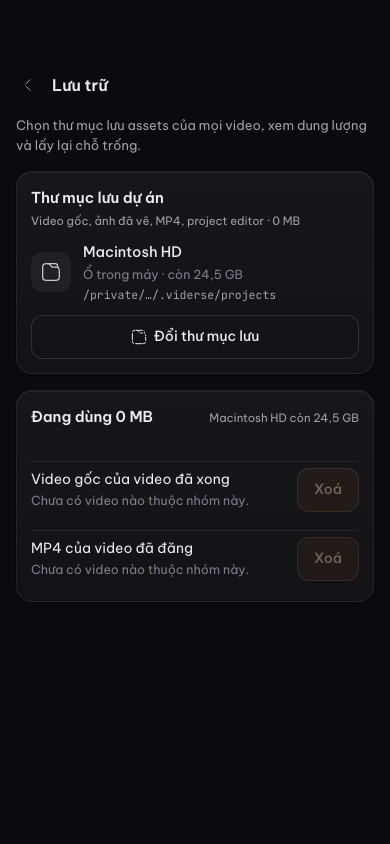 Lưu trữ
Chọn thư mục lưu assets của mọi video, xem dung lượng
và lấy lại chỗ trống.
Thư mục lưu dự án
Video gốc, ảnh đã vẽ, MP4, project editor · 0 MB
Macintosh HD
Ổ trong máy · còn 24,5 GB
/private/…/.viderse/projects
Đổi thư mục lưu
Đang dùng 0 MB
Macintosh HD còn 24,5 GB
Video gốc của video đã xong
Chưa có video nào thuộc nhóm này.
Xoá
MP4 của video đã đăng
Chưa có video nào thuộc nhóm này.
Xoá